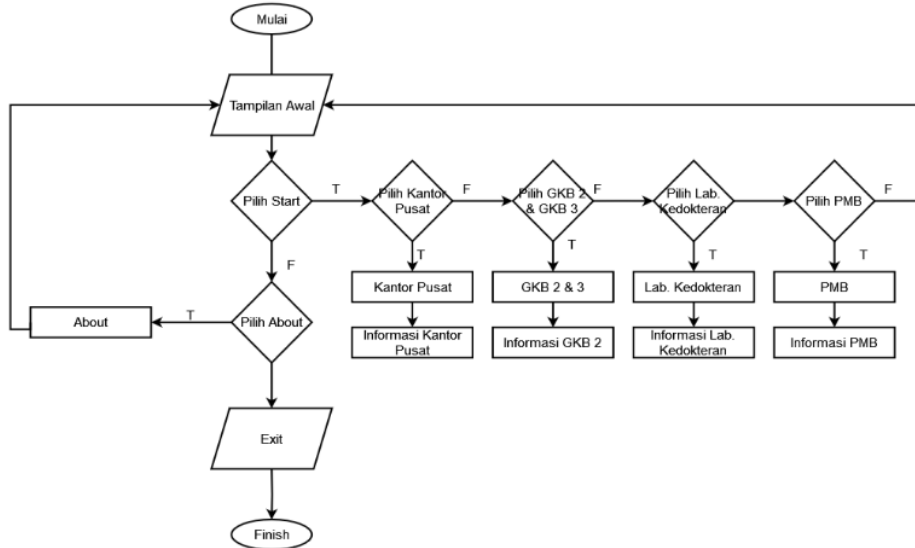 Mulai
Tampilan Awal
Pilih Start
T
Pilih Kantor
Pusat
F
Pilih GKB 2
& GKB 3
F
Pilih Lab.
Kedokteran
Pilih PMB
F
F
T
T
T
T
Kantor Pusat
GKB 2 & 3
Lab. Kedokteran
PMB
About
T
Pilih About
Informasi Kantor
Pusat
Informasi GKB 2
Informasi Lab.
Kedokteran
Informasi PMB
Exit
Finish